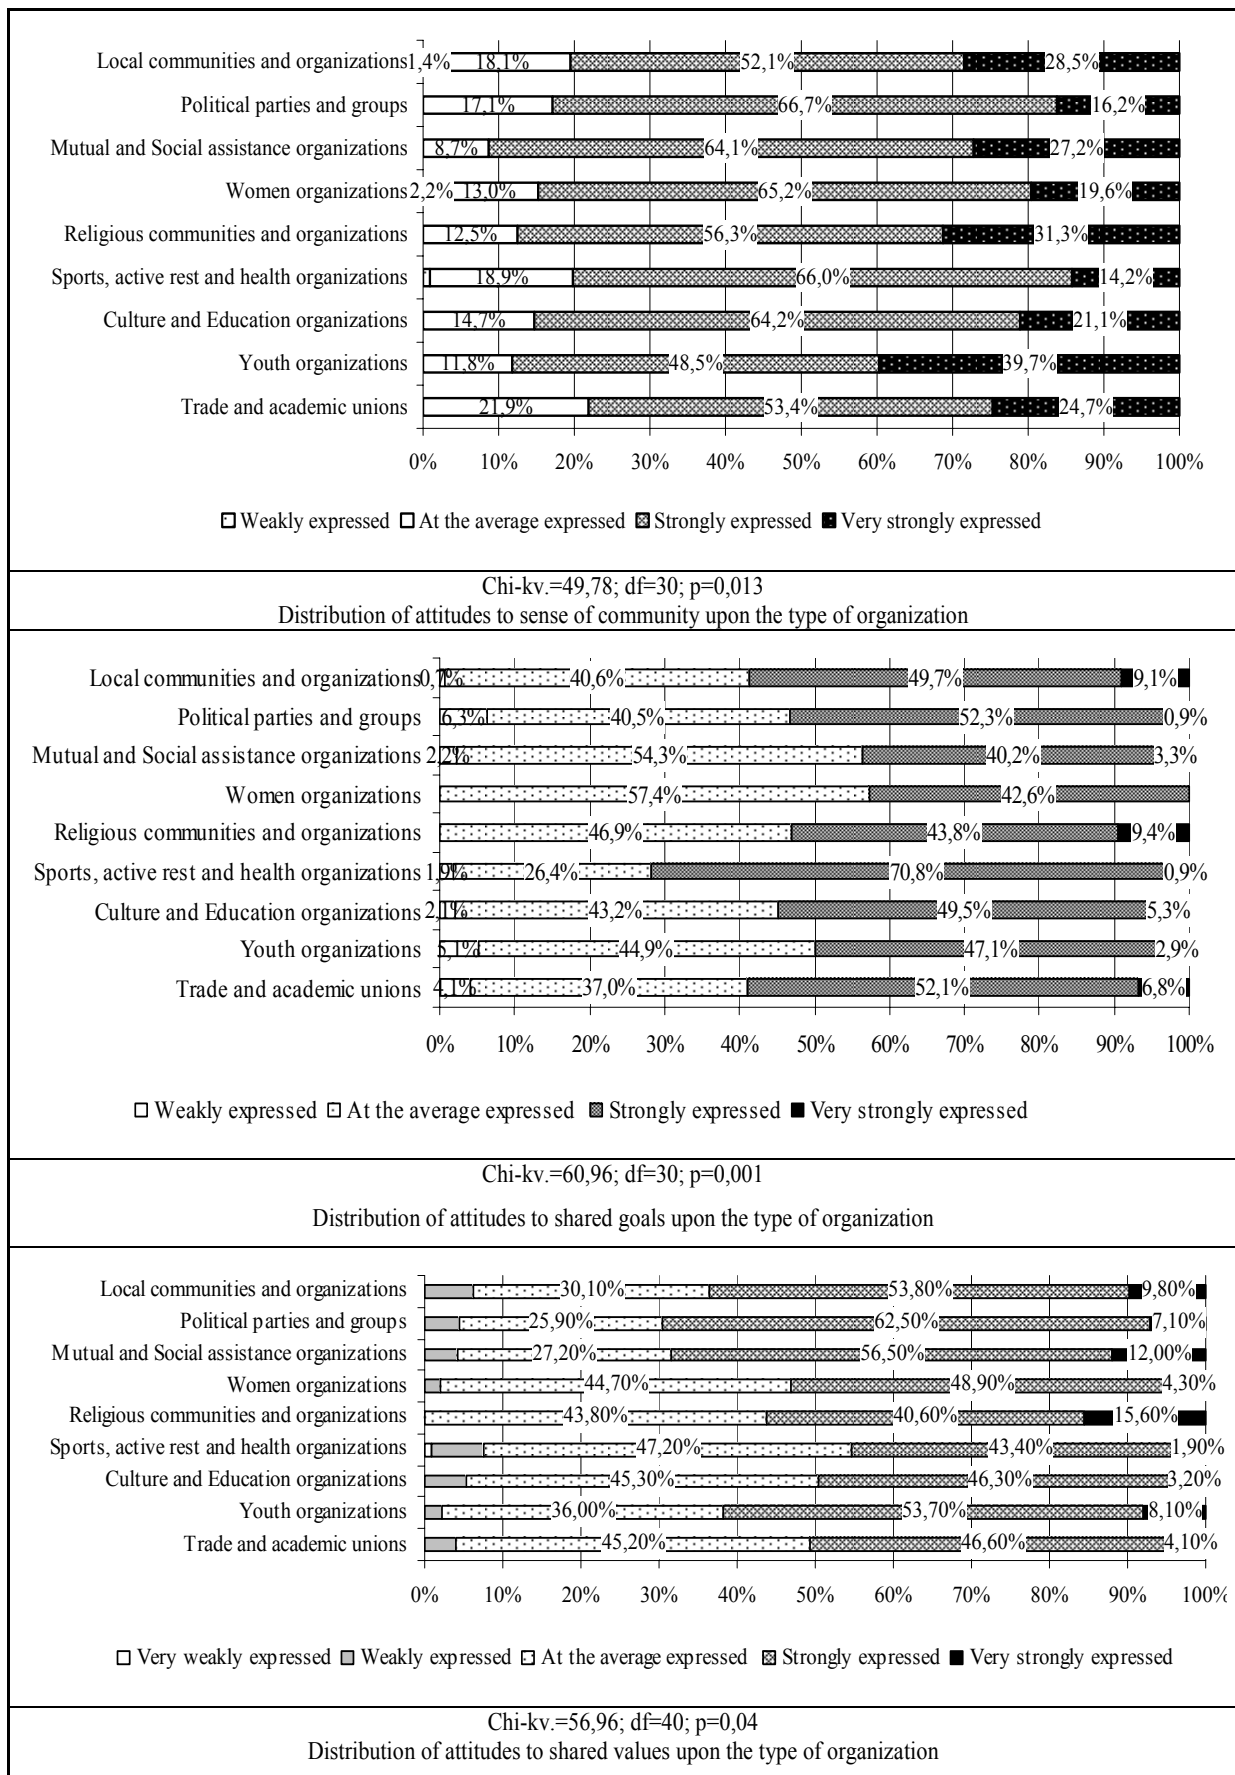 Local communities and organizations 1,4% 18,1% 52,1% 28,5%
Political parties and groups 17,1% 66,7% 16,2%
Mutual and Social assistance organizations 8,7% 64,1% 27,2%
Women organizations 2,2% 13,0% 65,2% 19,6%
Religious communities and organizations 12,5% 56,3% 31,3%
Sports, active rest and health organizations 18,9% 66,0% 14,2%
Culture and Education organizations 14,7% 64,2% 21,1%
Youth organizations 11,8% 48,5% 39,7%
Trade and academic unions 21,9% 53,4% 24,7%
0% 10% 20% 30% 40% 50% 60% 70% 80% 90% 100%
Weakly expressed At the average expressed Strongly expressed Very strongly expressed
Chi-kv.=49,78; df=30; p=0,013
Distribution of attitudes to sense of community upon the type of organization
Local communities and organizations 0,7% 40,6% 49,7% 9,1%
Political parties and groups 6,3% 40,5% 52,3% 0,9%
Mutual and Social assistance organizations 2,2% 54,3% 40,2% 3,3%
Women organizations 57,4% 42,6%
Religious communities and organizations 46,9% 43,8% 9,4%
Sports, active rest and health organizations 1,9% 26,4% 70,8% 0,9%
Culture and Education organizations 2,1% 43,2% 49,5% 5,3%
Youth organizations 5,1% 44,9% 47,1% 2,9%
Trade and academic unions 4,1% 37,0% 52,1% 6,8%
0% 10% 20% 30% 40% 50% 60% 70% 80% 90% 100%
Weakly expressed At the average expressed Strongly expressed Very strongly expressed
Chi-kv.=60,96; df=30; p=0,001
Distribution of attitudes to shared goals upon the type of organization
Local communities and organizations 30,10% 53,80% 9,80%
Political parties and groups 25,90% 62,50% 7,10%
Mutual and Social assistance organizations 27,20% 56,50% 12,00%
Women organizations 44,70% 48,90% 4,30%
Religious communities and organizations 43,80% 40,60% 15,60%
Sports, active rest and health organizations 47,20% 43,40% 1,90%
Culture and Education organizations 45,30% 46,30% 3,20%
Youth organizations 36,00% 53,70% 8,10%
Trade and academic unions 45,20% 46,60% 4,10%
0% 10% 20% 30% 40% 50% 60% 70% 80% 90% 100%
Very weakly expressed Weakly expressed At the average expressed Strongly expressed Very strongly expressed
Chi-kv.=56,96; df=40; p=0,04
Distribution of attitudes to shared values upon the type of organization